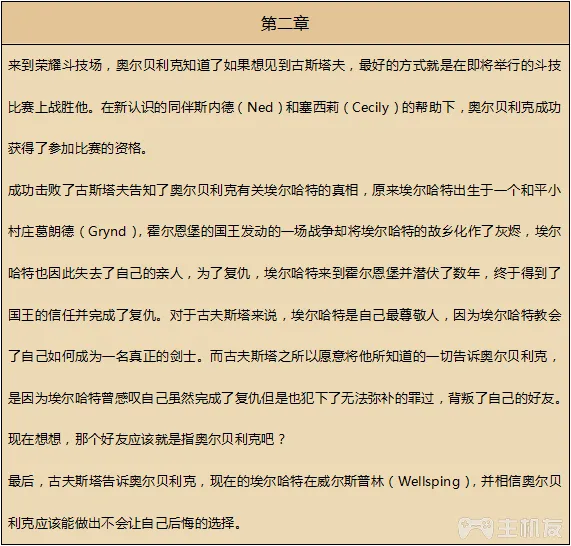 第二章
来到荣耀斗技场，奥尔贝利克知道了如果想见到古斯塔夫，最好的方式就是在即将举行的斗技
比赛上战胜他。在新认识的同伴斯内德（Ned）和塞西莉（Cecily）的帮助下，奥尔贝利克成功
获得了参加比赛的资格。
成功击败了古斯塔夫告知了奥尔贝利克有关埃尔哈特的真相，原来埃尔哈特出生于一个和平小
村庄葛朗德（Grynd），霍尔恩堡的国王发动的一场战争却将埃尔哈特的故乡化作了灰烬，埃尔
哈特也因此失去了自己的亲人，为了复仇，埃尔哈特来到霍尔恩堡并潜伏了数年，终于得到了
国王的信任并完成了复仇。对于古夫斯塔来说，埃尔哈特是自己最尊敬人，因为埃尔哈特教会
了自己如何成为一名真正的剑士。而古夫斯塔之所以愿意将他所知道的一切告诉奥尔贝利克，
是因为埃尔哈特曾感叹自己虽然完成了复仇但是也犯下了无法弥补的罪过，背叛了自己的好友。
现在想想，那个好友应该就是指奥尔贝利克吧？
最后，古夫斯塔告诉奥尔贝利克，现在的埃尔哈特在威尔斯普林（Wellsping），并相信奥尔贝
利克应该能做出不会让自己后悔的选择。
主机友